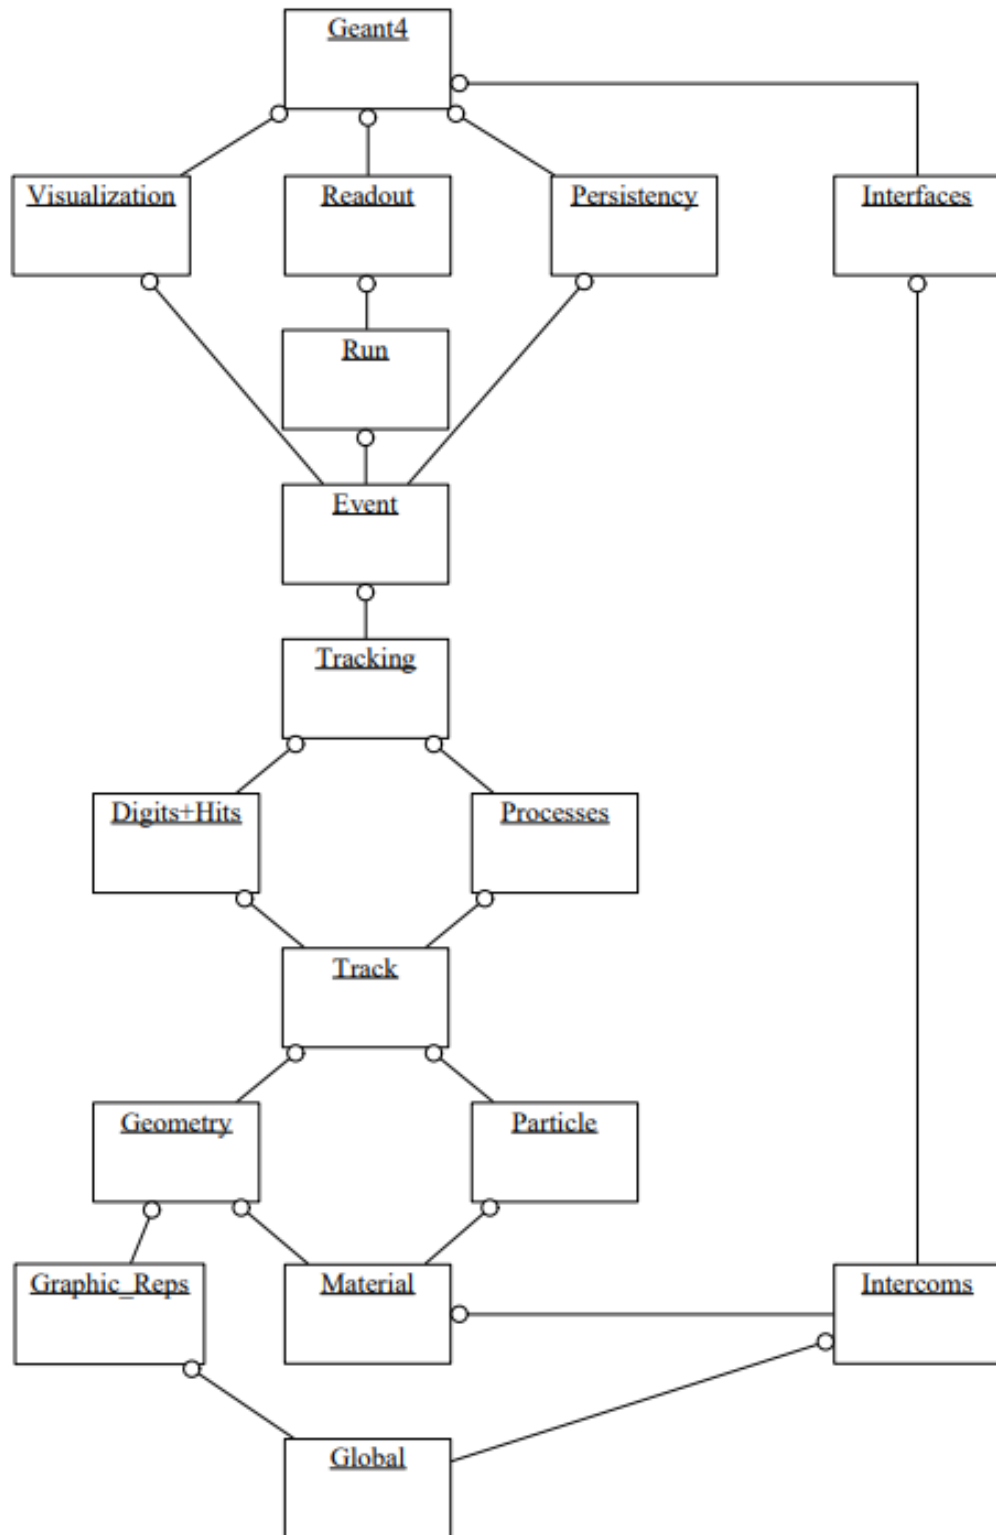 Geant4
Visualization
Readout
Persistency
Interfaces
Run
Event
Tracking
Digits+Hits
Processes
Track
Geometry
Particle
Graphic_Reps
Material
Intercoms
Global